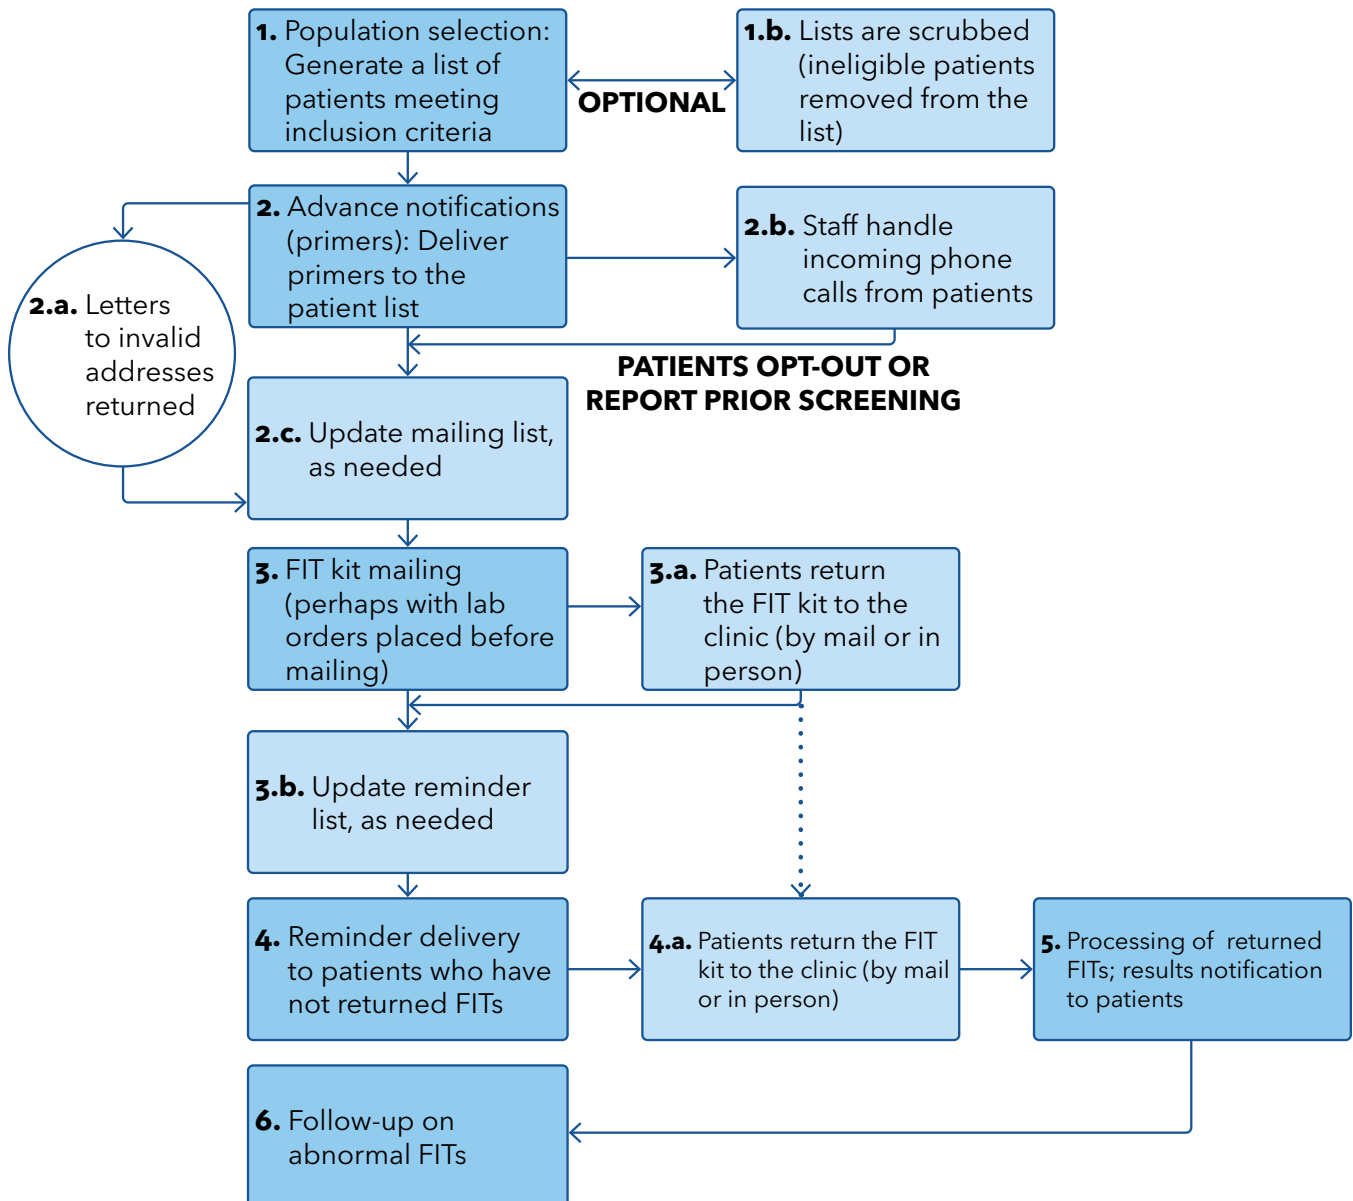 1. Population selection:
Generate a list of
patients meeting
inclusion criteria
OPTIONAL
1.b. Lists are scrubbed
(ineligible patients
removed from the
list)
2. Advance notifications
(primers): Deliver
primers to the
patient list
2.b. Staff handle
incoming phone
calls from patients
2.a. Letters
to invalid
addresses
returned
PATIENTS OPT-OUT OR
REPORT PRIOR SCREENING
2.c. Update mailing list,
as needed
3. FIT kit mailing
(perhaps with lab
orders placed before
mailing)
3.a. Patients return
the FIT kit to the
clinic (by mail or in
person)
3.b. Update reminder
list, as needed
4. Reminder delivery
to patients who have
not returned FITs
4.a. Patients return the FIT
kit to the clinic (by mail
or in person)
5. Processing of returned
FITs; results notification
to patients
6. Follow-up on
abnormal FITs